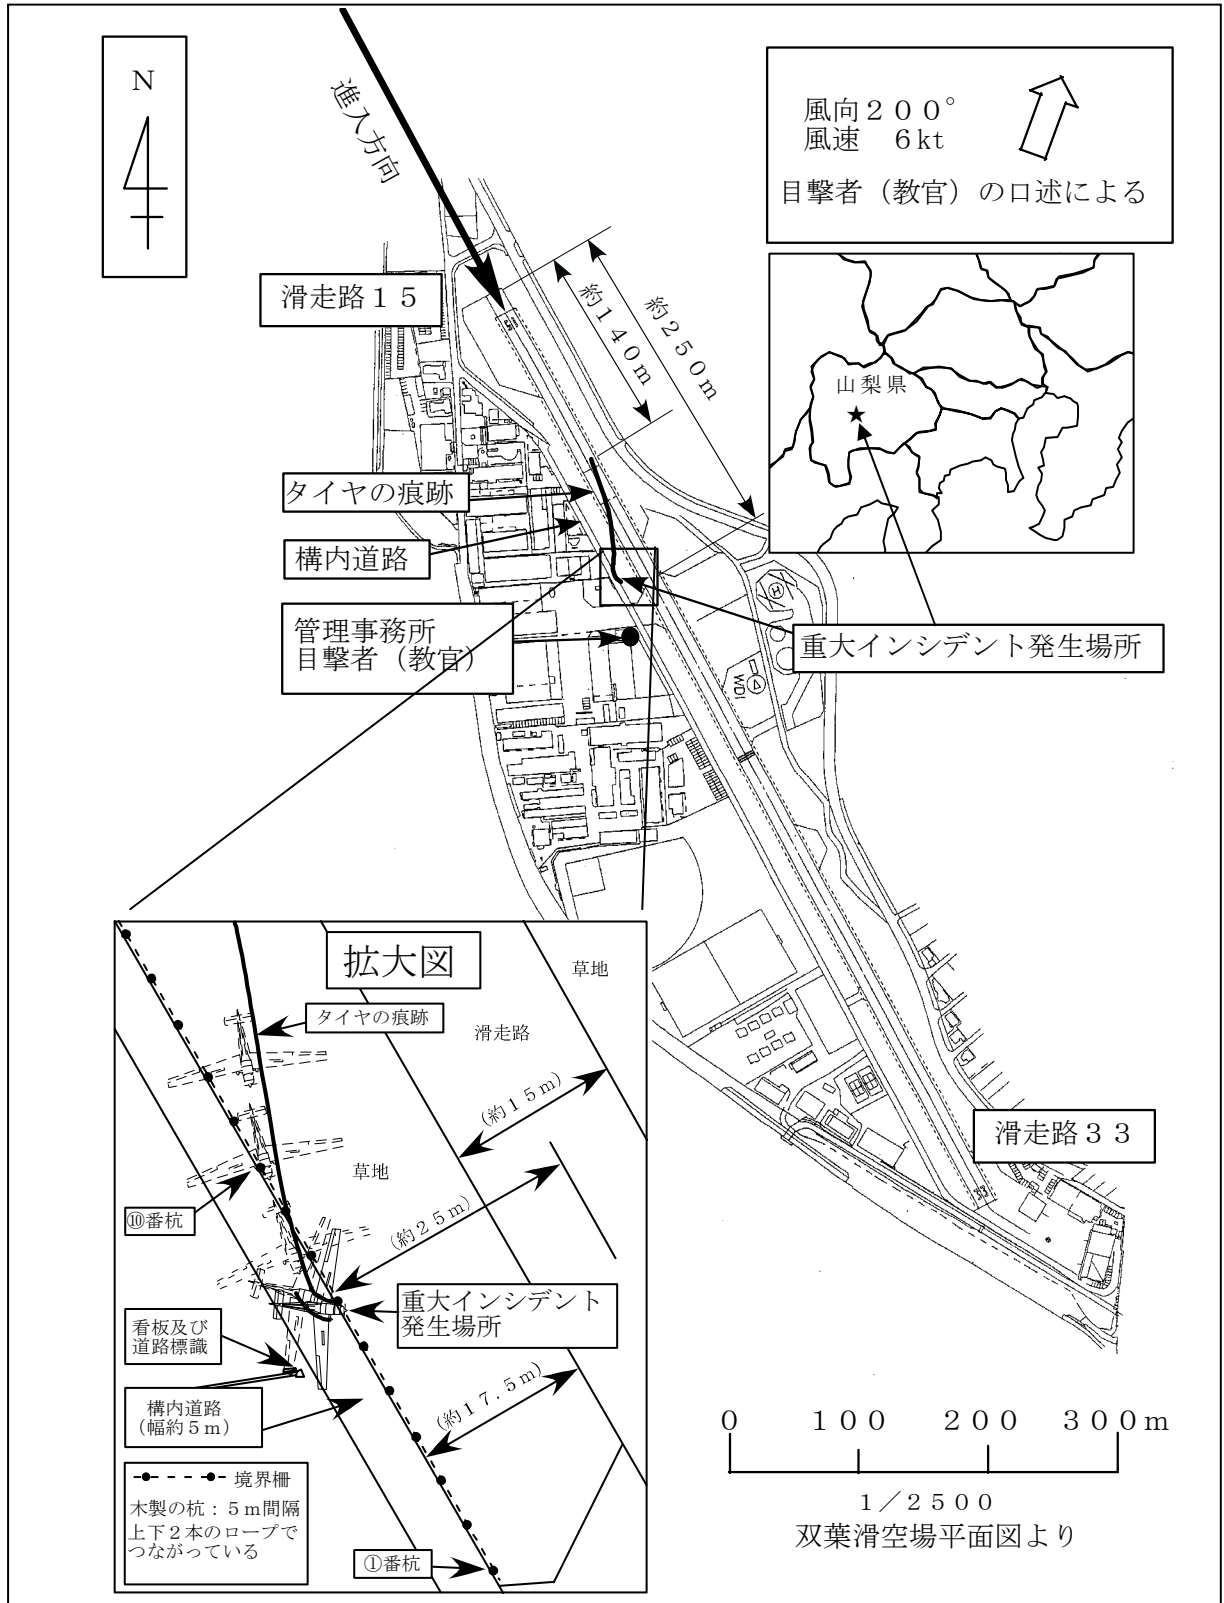 N
進入方向
風向２００°
風速　６kt
目撃者（教官）の口述による
滑走路１５
15
約１４０m
約２５０m
山梨県
タイヤの痕跡
構内道路
管理事務所
目撃者（教官）
重大インシデント発生場所
H
WDI
滑走路３３
33
拡大図
草地
タイヤの痕跡
滑走路
(約１５m)
草地
⑩番杭
(約２５m)
重大インシデント
発生場所
看板及び
道路標識
構内道路
（幅約５m）
(約１７.５m)
境界柵
木製の杭：５m間隔
上下２本のロープで
つながっている
①番杭
０　１００　２００　３００m
１／２５００
双葉滑空場平面図より